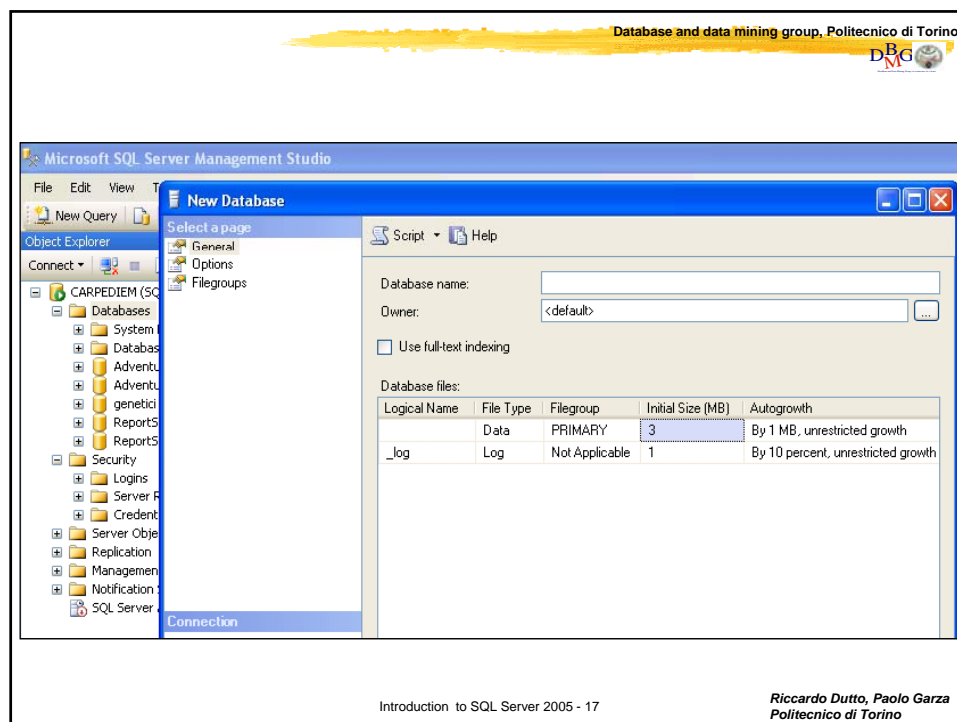 Database and data mining group, Politecnico di Torino
DBMG
Microsoft SQL Server Management Studio
File Edit View T
New Query
Object Explorer
Connect
CARPEDIEM (SQ
Databases
System
Databas
Adventu
Adventu
genetici
ReportS
ReportS
Security
Logins
Server R
Credent
Server Obje
Replication
Managemen
Notification
SQL Server
New Database
Select a page
General
Options
Filegroups
Connection
Script Help
Database name:
Owner: <default> ...
Use full-text indexing
Database files:
Logical Name File Type Filegroup Initial Size (MB) Autogrowth
Data PRIMARY 3 By 1 MB, unrestricted growth
_log Log Not Applicable 1 By 10 percent, unrestricted growth
Introduction to SQL Server 2005 - 17
Riccardo Dutto, Paolo Garza
Politecnico di Torino